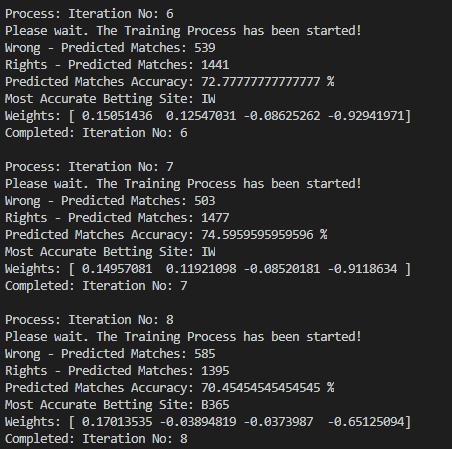 Process: Iteration No: 6
Please wait. The Training Process has been started!
Wrong - Predicted Matches: 539
Rights - Predicted Matches: 1441
Predicted Matches Accuracy: 72.77777777777777 %
Most Accurate Betting Site: IW
Weights: [ 0.15051436  0.12547031 -0.08625262 -0.92941971]
Completed: Iteration No: 6

Process: Iteration No: 7
Please wait. The Training Process has been started!
Wrong - Predicted Matches: 503
Rights - Predicted Matches: 1477
Predicted Matches Accuracy: 74.5959595959596 %
Most Accurate Betting Site: IW
Weights: [ 0.14957081  0.11921098 -0.08520181 -0.9118634 ]
Completed: Iteration No: 7

Process: Iteration No: 8
Please wait. The Training Process has been started!
Wrong - Predicted Matches: 585
Rights - Predicted Matches: 1395
Predicted Matches Accuracy: 70.45454545454545 %
Most Accurate Betting Site: B365
Weights: [ 0.17013535 -0.03894819 -0.0373987  -0.65125094]
Completed: Iteration No: 8